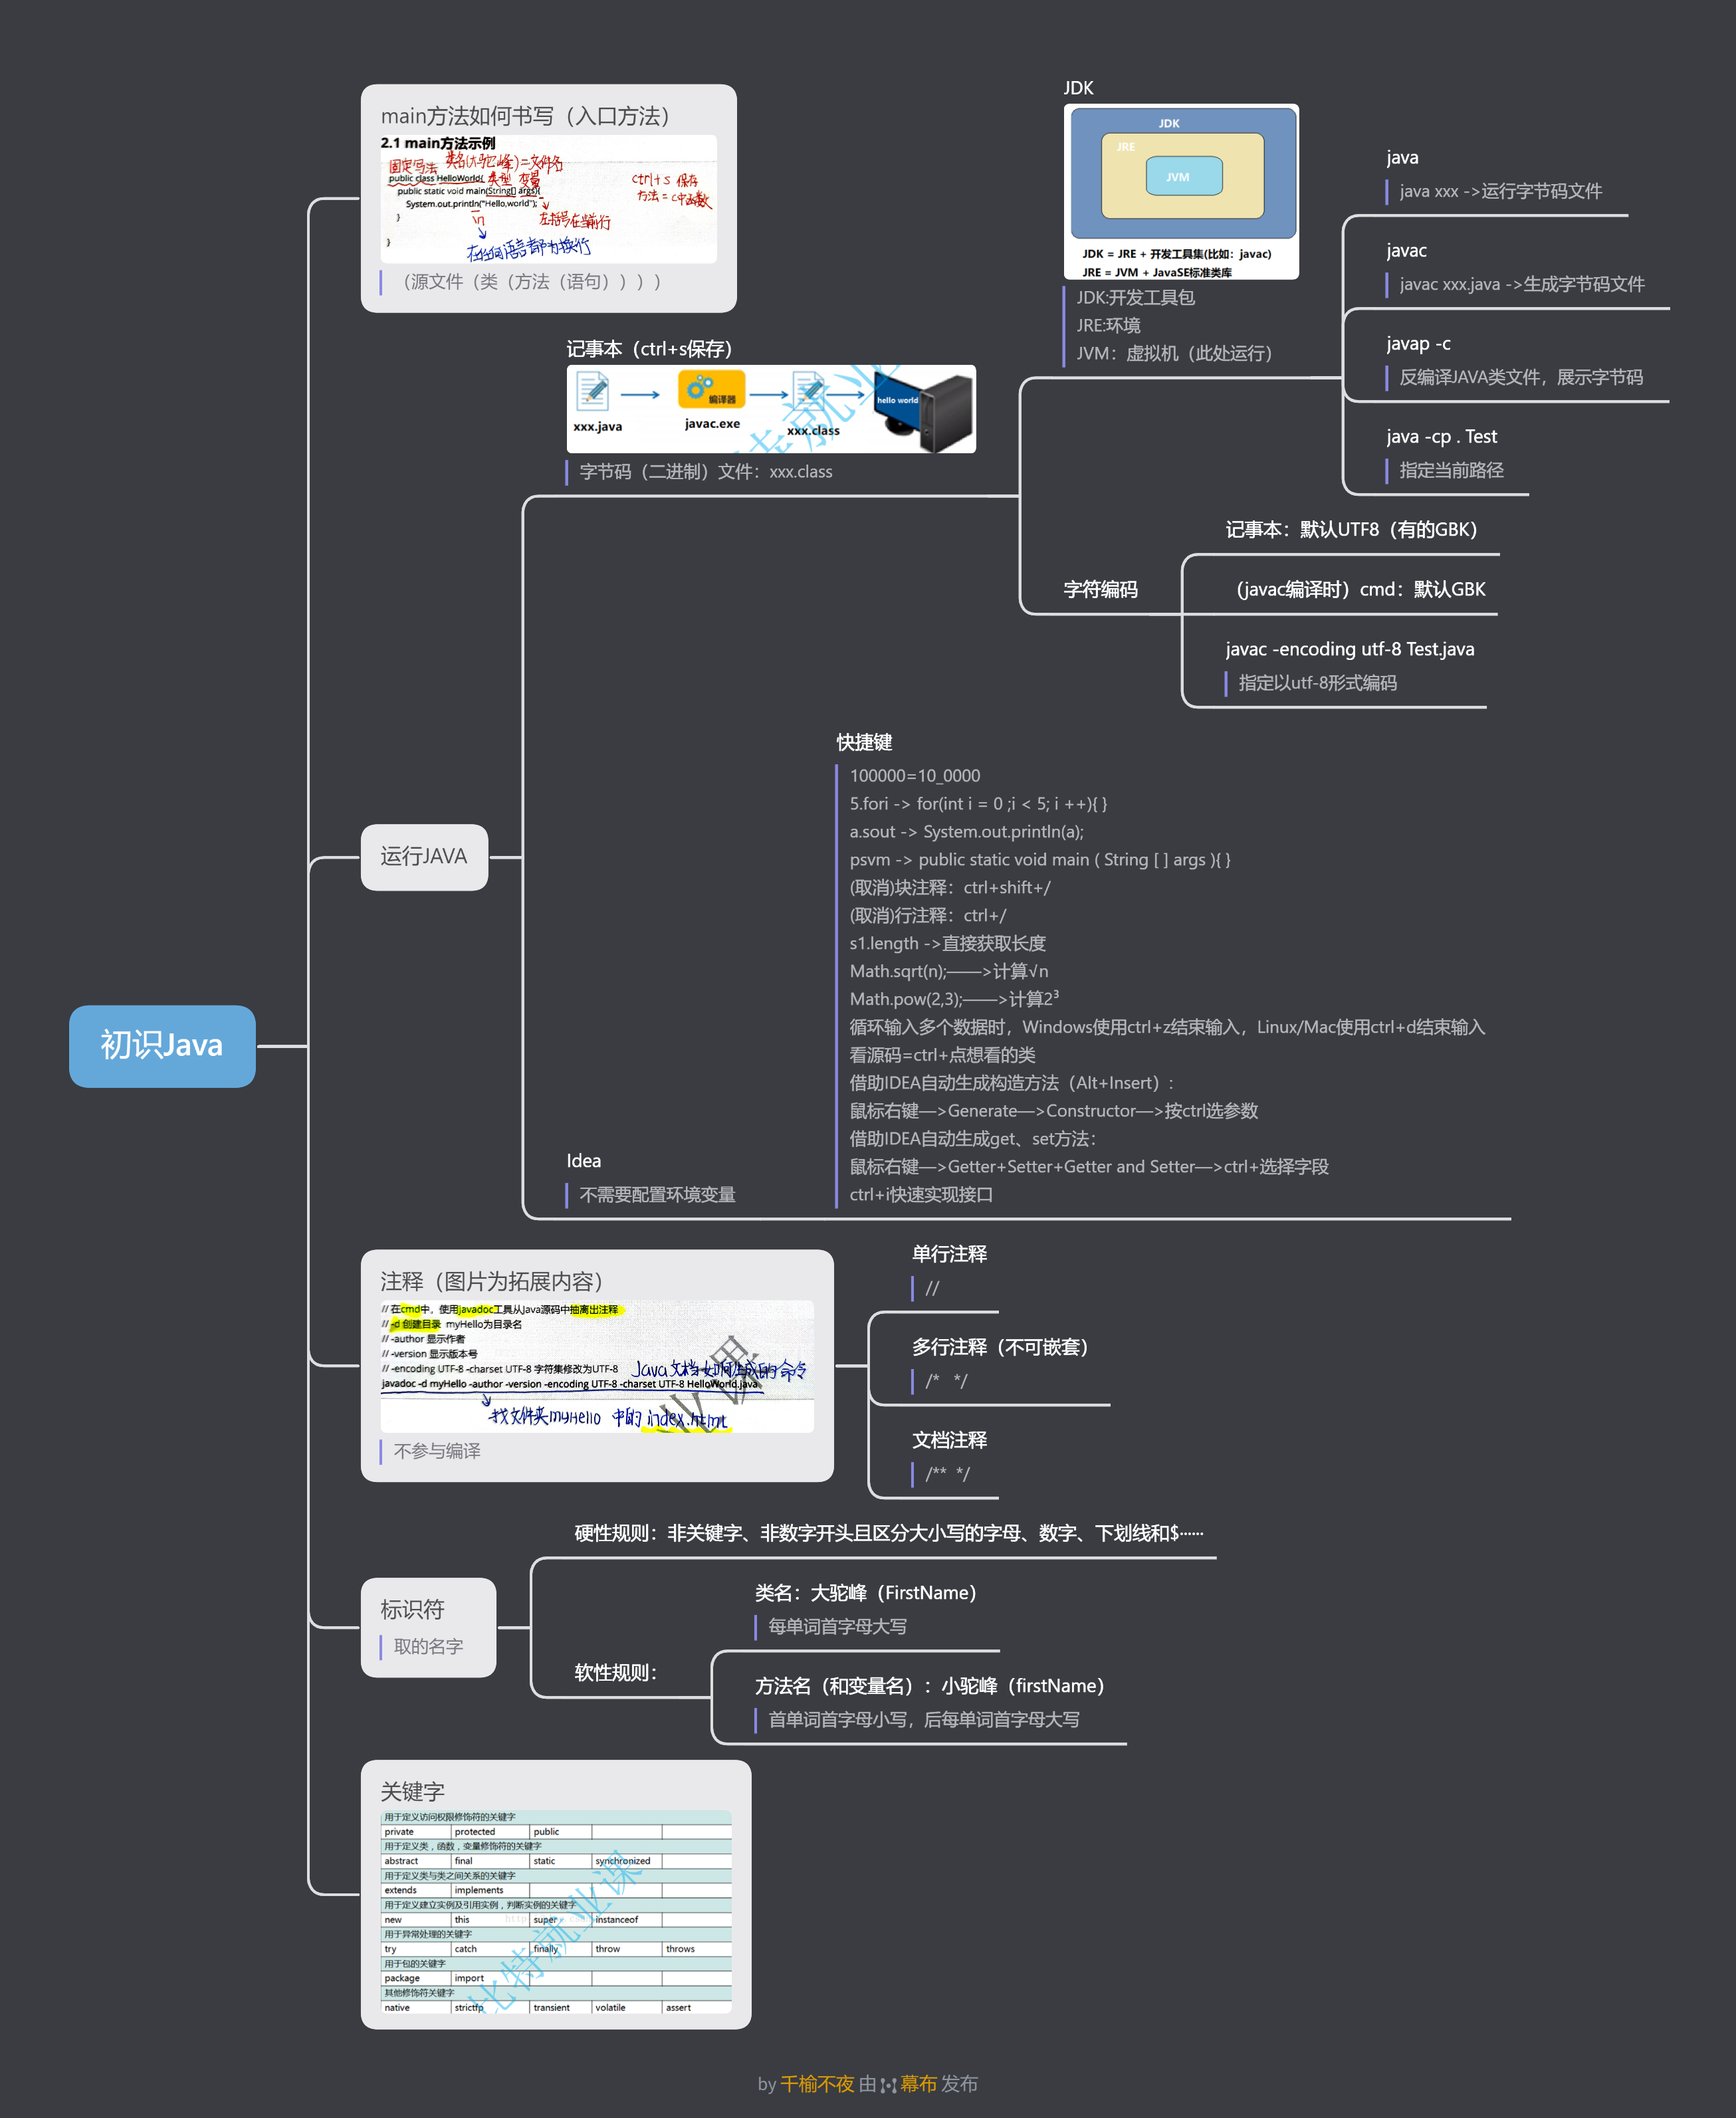 初识Java
main方法如何书写（入口方法）
2.1 main方法示例
固定写法 类名(大驼峰)=文件名
public class HelloWorld{ 类型 变量
public static void main(String[] args){
System.out.println("Hello,world");
}
}
ctrl+s 保存
方法=c中函数
\n
左括号在当前行
在任何语言都为换行
（源文件（类（方法（语句））））
运行JAVA
记事本（ctrl+s保存）
xxx.java
编译器
javac.exe
xxx.class
hello world
字节码（二进制）文件：xxx.class
JDK
JDK
JRE
JVM
JDK = JRE + 开发工具集(比如：javac)
JRE = JVM + JavaSE标准类库
JDK:开发工具包
JRE:环境
JVM：虚拟机（此处运行）
java
java xxx ->运行字节码文件
javac
javac xxx.java ->生成字节码文件
javap -c
反编译JAVA类文件，展示字节码
java -cp . Test
指定当前路径
字符编码
记事本：默认UTF8（有的GBK）
（javac编译时）cmd：默认GBK
javac -encoding utf-8 Test.java
指定以utf-8形式编码
Idea
不需要配置环境变量
快捷键
100000=10_0000
5.fori -> for(int i = 0 ;i < 5; i ++){ }
a.sout -> System.out.println(a);
psvm -> public static void main ( String [ ] args ){ }
(取消)块注释：ctrl+shift+/
(取消)行注释：ctrl+/
s1.length ->直接获取长度
Math.sqrt(n);——>计算√n
Math.pow(2,3);——>计算2³
循环输入多个数据时，Windows使用ctrl+z结束输入，Linux/Mac使用ctrl+d结束输入
看源码=ctrl+点想看的类
借助IDEA自动生成构造方法（Alt+Insert）:
鼠标右键—>Generate—>Constructor—>按ctrl选参数
借助IDEA自动生成get、set方法：
鼠标右键—>Getter+Setter+Getter and Setter—>ctrl+选择字段
ctrl+i快速实现接口
注释（图片为拓展内容）
// 在cmd中，使用javadoc工具从Java源码中抽离出注释
// -d 创建目录 myHello为目录名
// -author 显示作者
// -version 显示版本号
// -encoding UTF-8 -charset UTF-8 字符集修改为UTF-8
Java文档如何生成的命令
javadoc -d myHello -author -version -encoding UTF-8 -charset UTF-8 HelloWorld.java
找文件夹myHello 中的 index.html
业课
不参与编译
单行注释
//
多行注释（不可嵌套）
/* */
文档注释
/** */
标识符
取的名字
硬性规则：非关键字、非数字开头且区分大小写的字母、数字、下划线和$……
软性规则：
类名：大驼峰（FirstName）
每单词首字母大写
方法名（和变量名）：小驼峰（firstName）
首单词首字母小写，后每单词首字母大写
关键字
用于定义访问权限修饰符的关键字
private protected public
用于定义类，函数，变量修饰符的关键字
abstract final static synchronized
用于定义类与类之间关系的关键字
extends implements
用于定义建立实例及引用实例，判断实例的关键字
new this super instanceof
用于异常处理的关键字
try catch finally throw throws
用于包的关键字
package import
其他修饰符关键字
native strictfp transient volatile assert
比特就业课
by 千榆不夜 由 幕布 发布